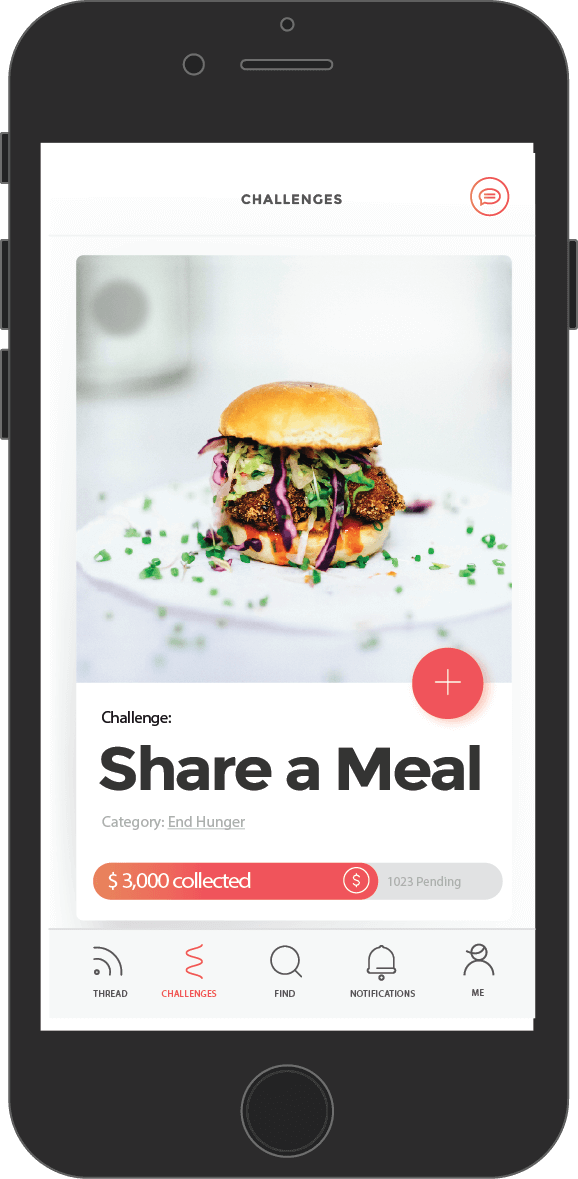 CHALLENGES
Challenge:
Share a Meal
Category: End Hunger
$ 3,000 collected
$
1023 Pending
THREAD
CHALLENGES
FIND
NOTIFICATIONS
ME